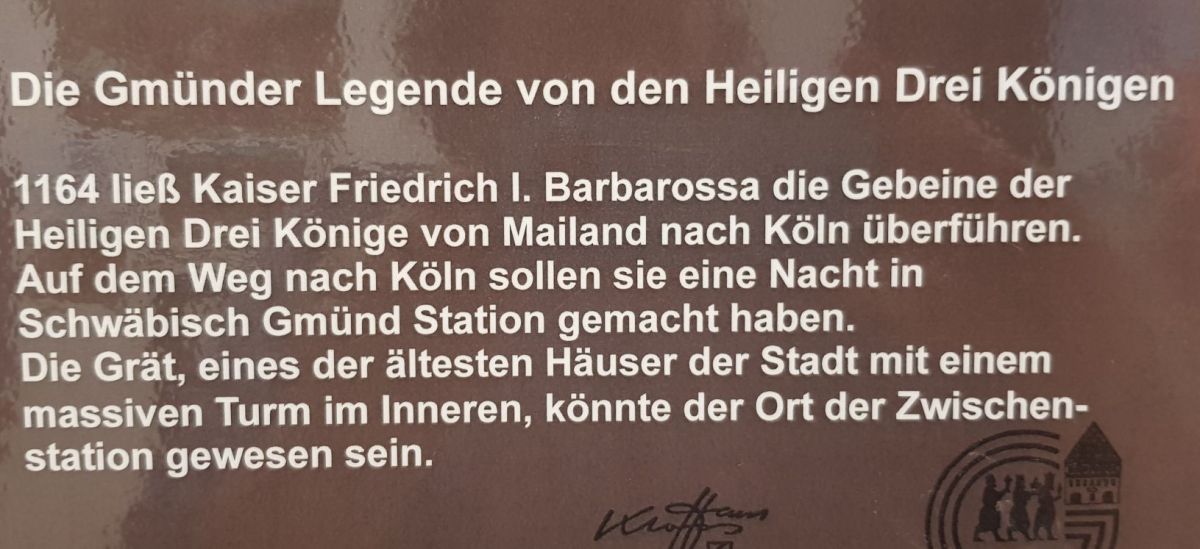 Die Gmünder Legende von den Heiligen Drei Königen
1164 ließ Kaiser Friedrich I. Barbarossa die Gebeine der
Heiligen Drei Könige von Mailand nach Köln überführen.
Auf dem Weg nach Köln sollen sie eine Nacht in
Schwäbisch Gmünd Station gemacht haben.
Die Grät, eines der ältesten Häuser der Stadt mit einem
massiven Turm im Inneren, könnte der Ort der Zwischen-
station gewesen sein.